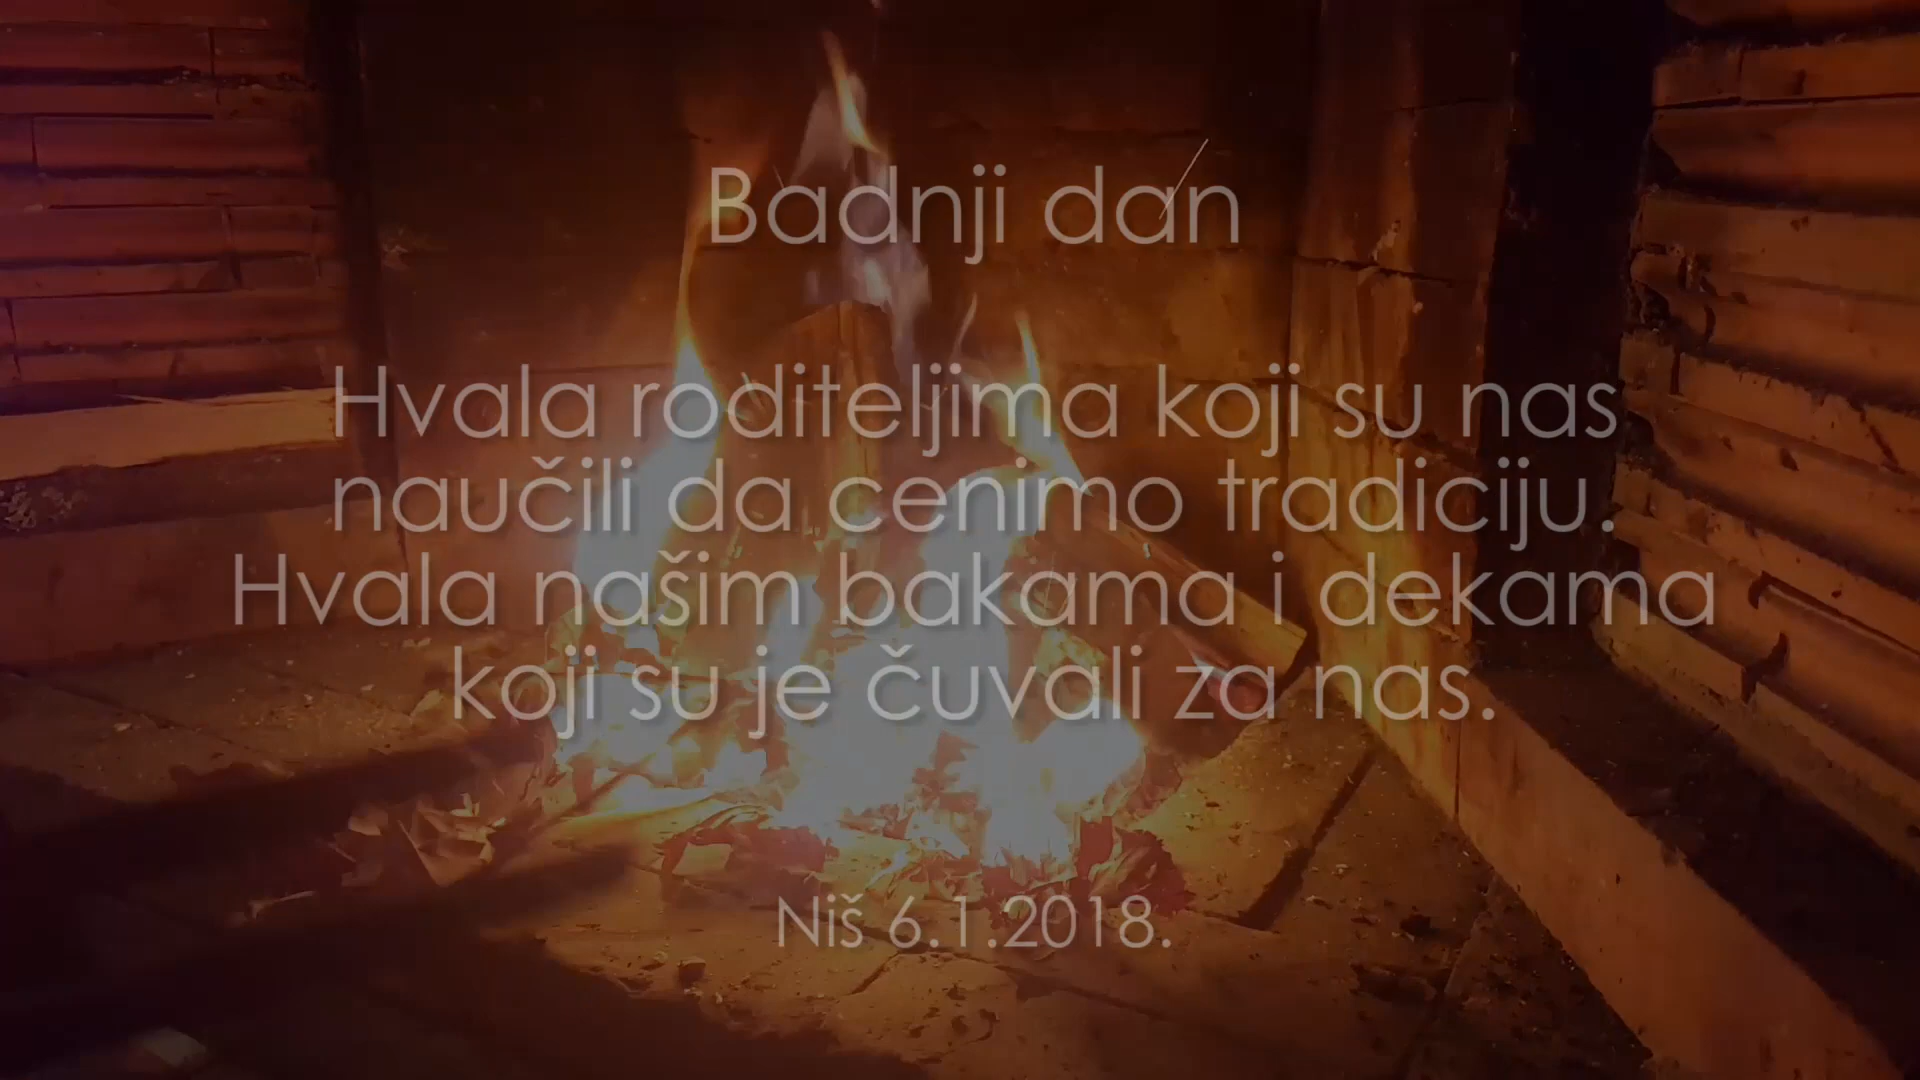 Badnji dan
Hvala roditeljima koji su nas
naučili da cenimo tradiciju.
Hvala našim bakama i dekama
koji su je čuvali za nas.
Niš 6.1.2018.